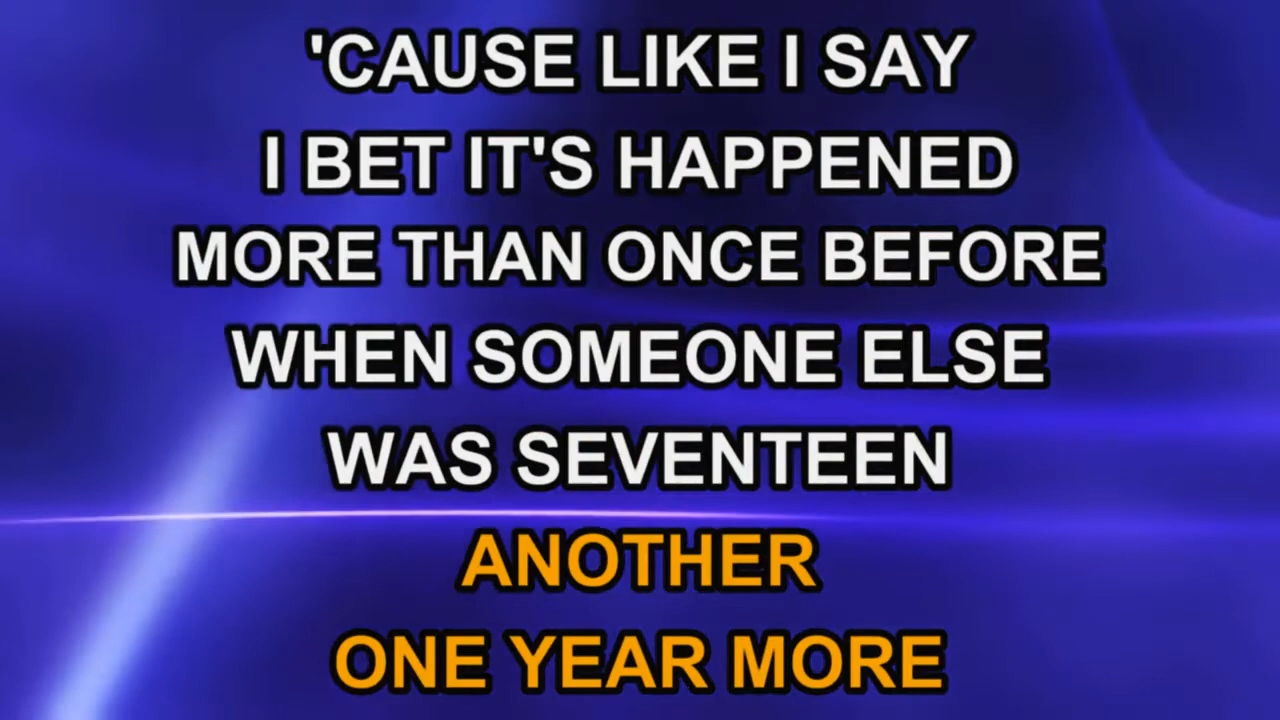 'CAUSE LIKE I SAY
I BET IT'S HAPPENED
MORE THAN ONCE BEFORE
WHEN SOMEONE ELSE
WAS SEVENTEEN
ANOTHER
ONE YEAR MORE